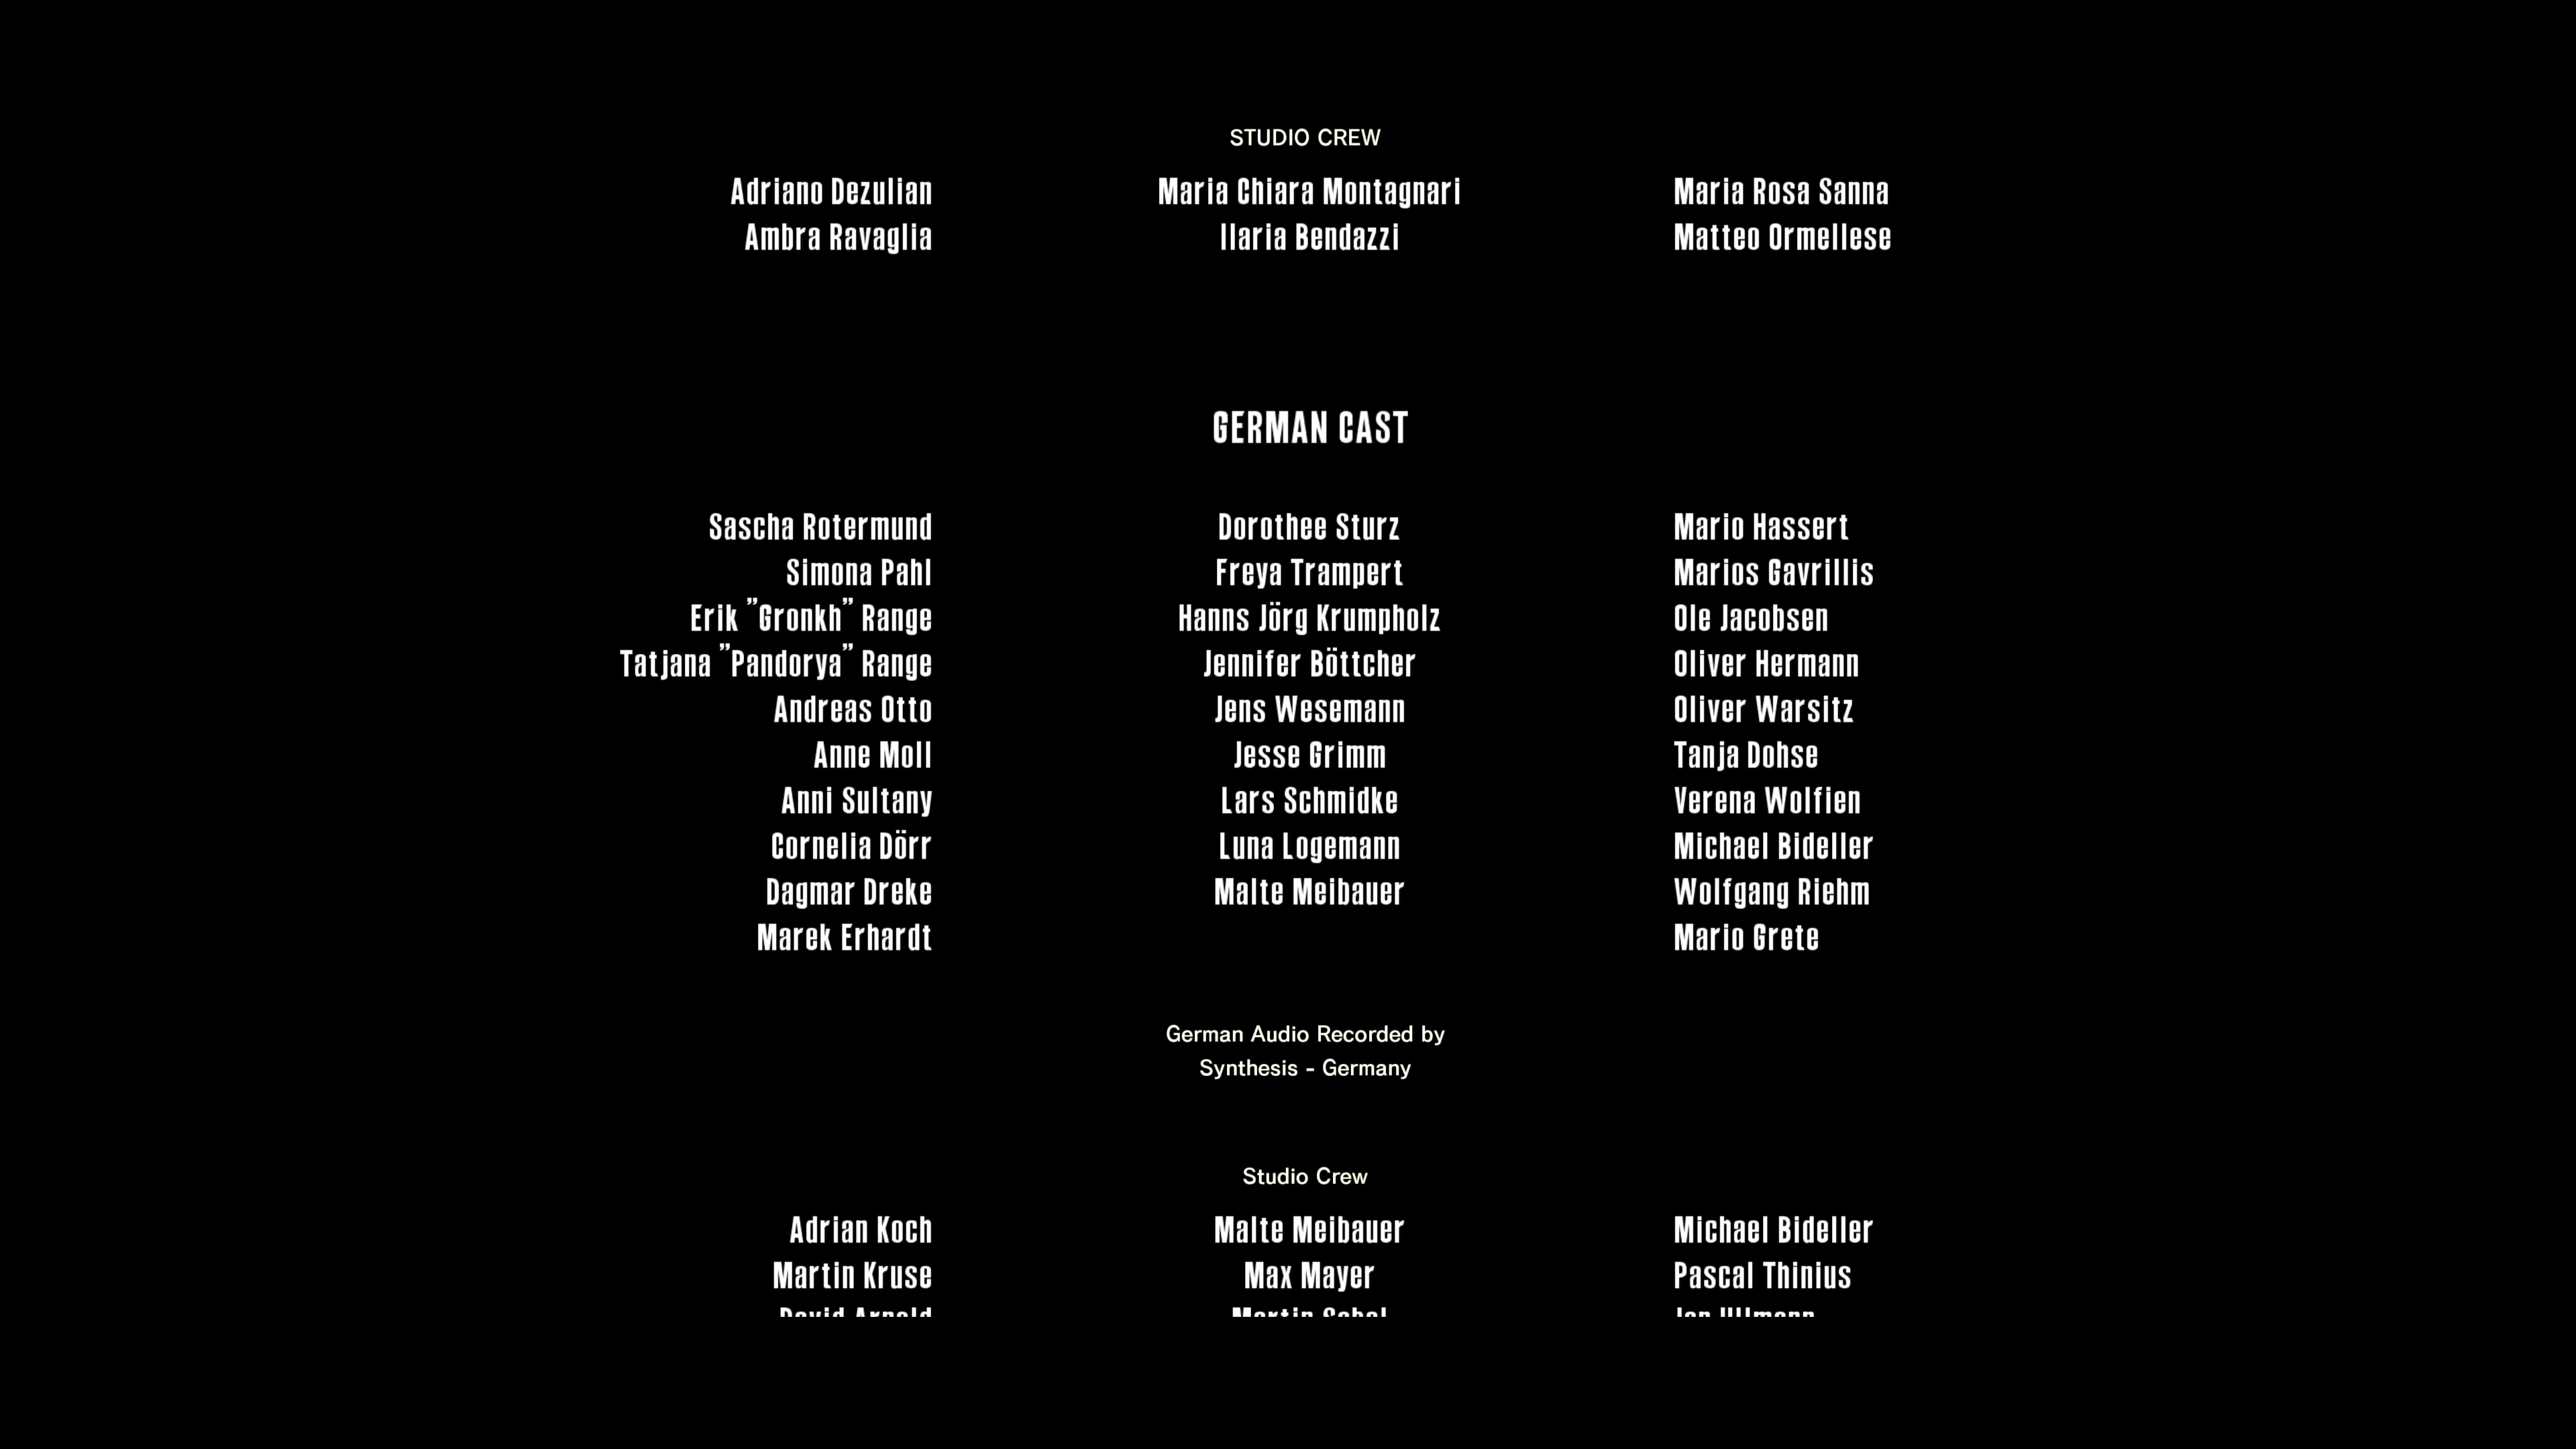 STUDIO CREW
Adriano Dezulian Maria Chiara Montagnari Maria Rosa Sanna
Ambra Ravaglia Ilaria Bendazzi Matteo Ormellese
GERMAN CAST
Sascha Rotermund Dorothee Sturz Mario Hassert
Simona Pahl Freya Trampert Marios Gavrillis
Erik ”Gronkh” Range Hanns Jörg Krumpholz Ole Jacobsen
Tatjana ”Pandorya” Range Jennifer Böttcher Oliver Hermann
Andreas Otto Jens Wesemann Oliver Warsitz
Anne Moll Jesse Grimm Tanja Dohse
Anni Sultany Lars Schmidke Verena Wolfien
Cornelia Dörr Luna Logemann Michael Bideller
Dagmar Dreke Malte Meibauer Wolfgang Riehm
Marek Erhardt Mario Grete
German Audio Recorded by
Synthesis - Germany
Studio Crew
Adrian Koch Malte Meibauer Michael Bideller
Martin Kruse Max Mayer Pascal Thinius